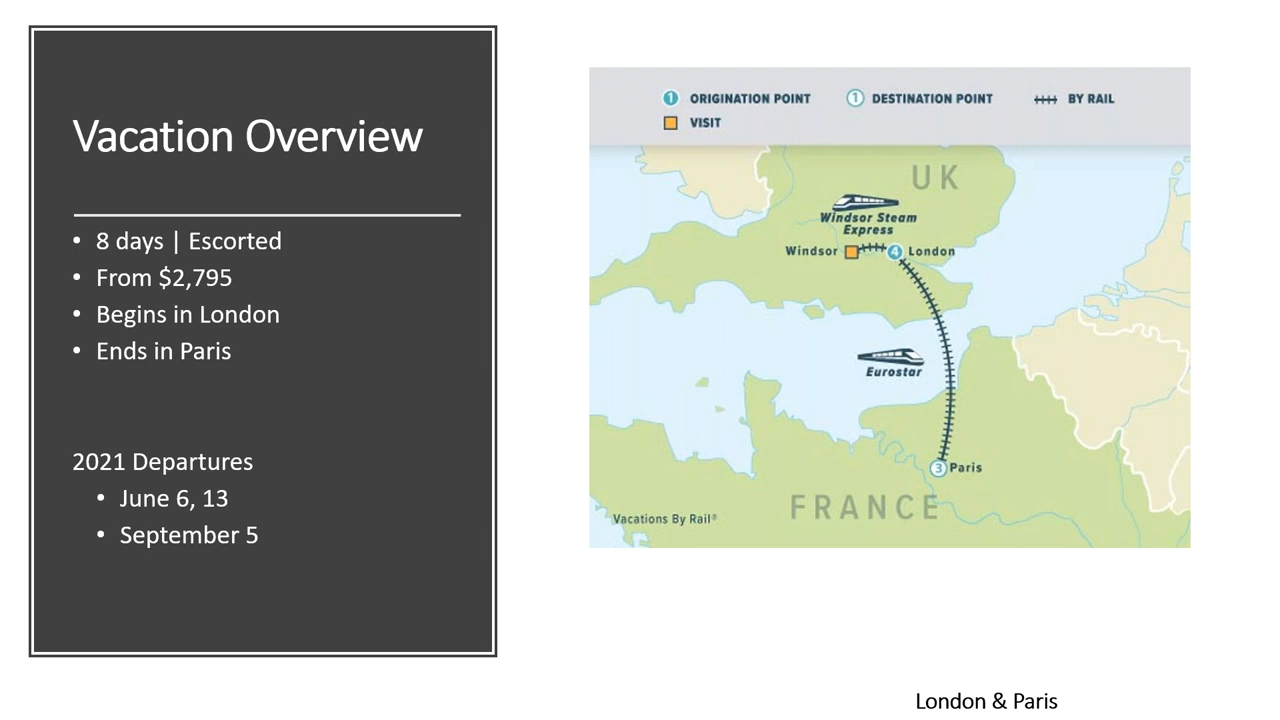 Vacation Overview
• 8 days | Escorted
• From $2,795
• Begins in London
• Ends in Paris
2021 Departures
• June 6, 13
• September 5
1 ORIGINATION POINT
1 DESTINATION POINT
BY RAIL
VISIT
UK
Windsor Steam
Express
Windsor
4 London
Eurostar
3 Paris
FRANCE
Vacations By Rail®
London & Paris